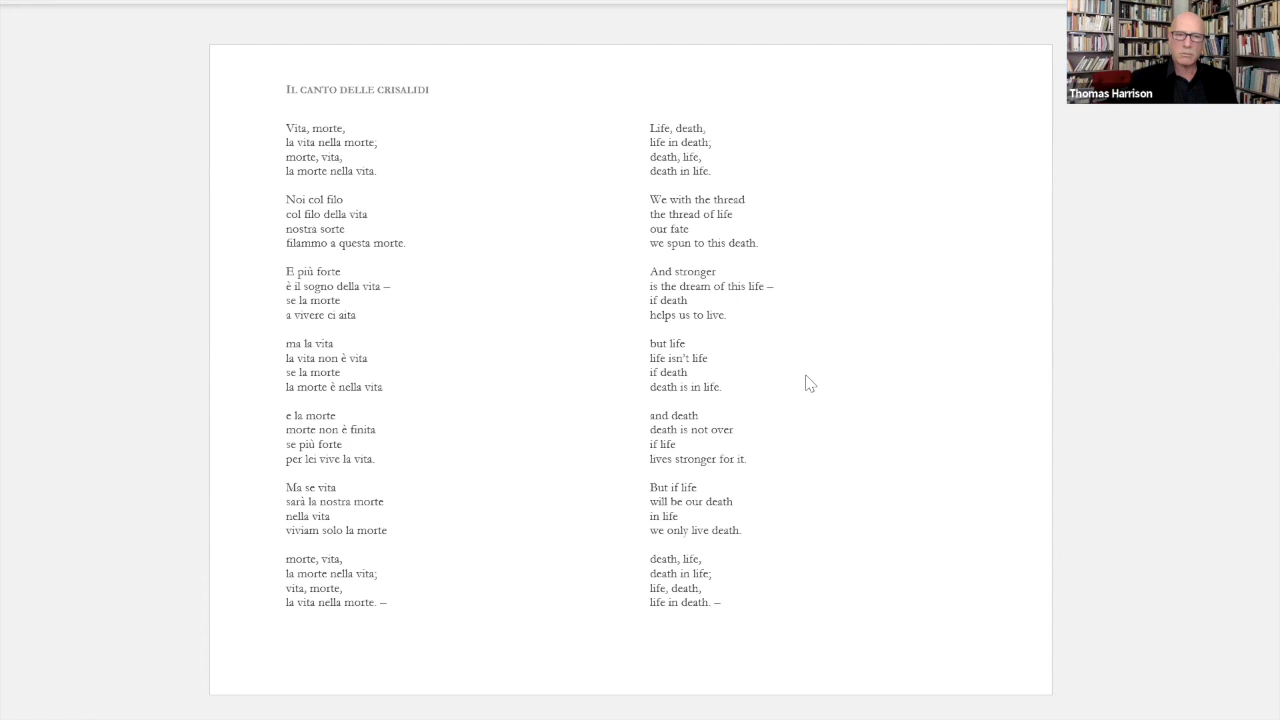 IL CANTO DELLE CRISALIDI
Vita, morte,
la vita nella morte;
morte, vita,
la morte nella vita.
Noi col filo
col filo della vita
nostra sorte
filammo a questa morte.
E più forte
è il sogno della vita –
se la morte
a vivere ci aita
ma la vita
la vita non è vita
se la morte
la morte è nella vita
e la morte
morte non è finita
se più forte
per lei vive la vita.
Ma se vita
sarà la nostra morte
nella vita
viviam solo la morte
morte, vita,
la morte nella vita;
vita, morte,
la vita nella morte. –
Life, death,
life in death;
death, life,
death in life.
We with the thread
the thread of life
our fate
we spun to this death.
And stronger
is the dream of this life –
if death
helps us to live.
but life
life isn't life
if death
death is in life.
and death
death is not over
if life
lives stronger for it.
But if life
will be our death
in life
we only live death.
death, life,
death in life;
life, death,
life in death. –
Thomas Harrison